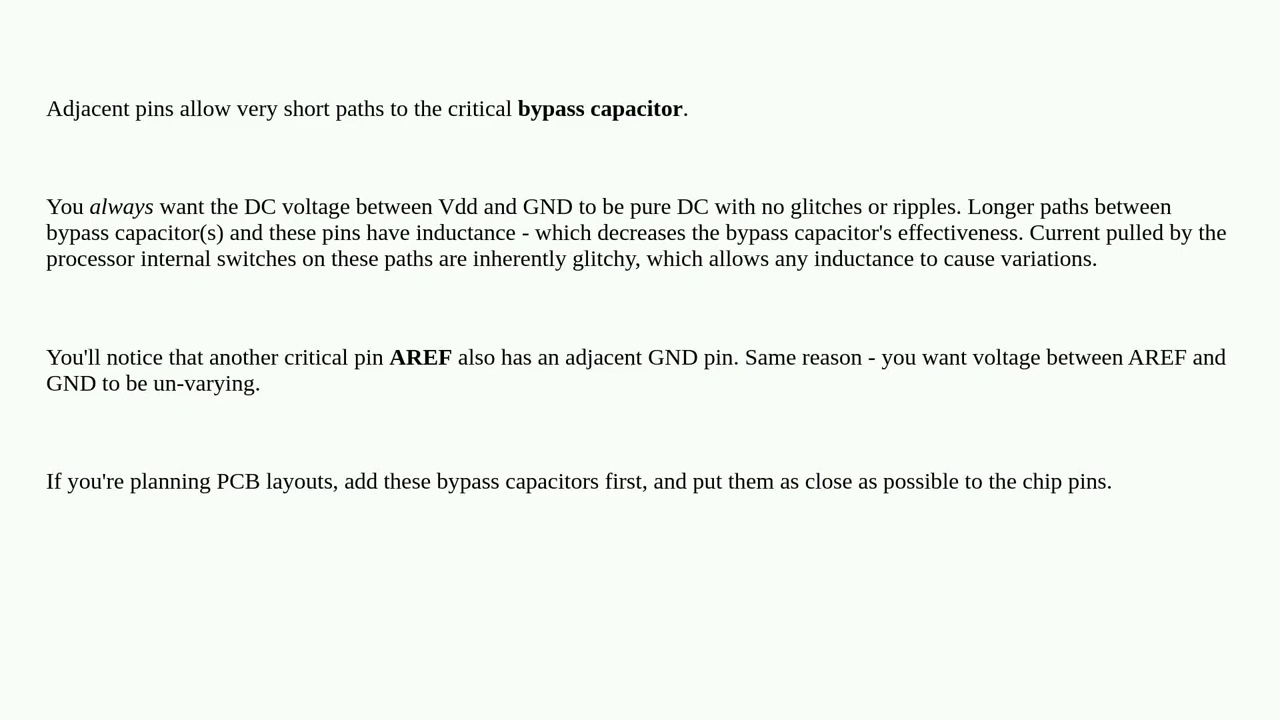 Adjacent pins allow very short paths to the critical bypass capacitor.
You always want the DC voltage between Vdd and GND to be pure DC with no glitches or ripples. Longer paths between
bypass capacitor(s) and these pins have inductance - which decreases the bypass capacitor's effectiveness. Current pulled by the
processor internal switches on these paths are inherently glitchy, which allows any inductance to cause variations.
You'll notice that another critical pin AREF also has an adjacent GND pin. Same reason - you want voltage between AREF and
GND to be un-varying.
If you're planning PCB layouts, add these bypass capacitors first, and put them as close as possible to the chip pins.